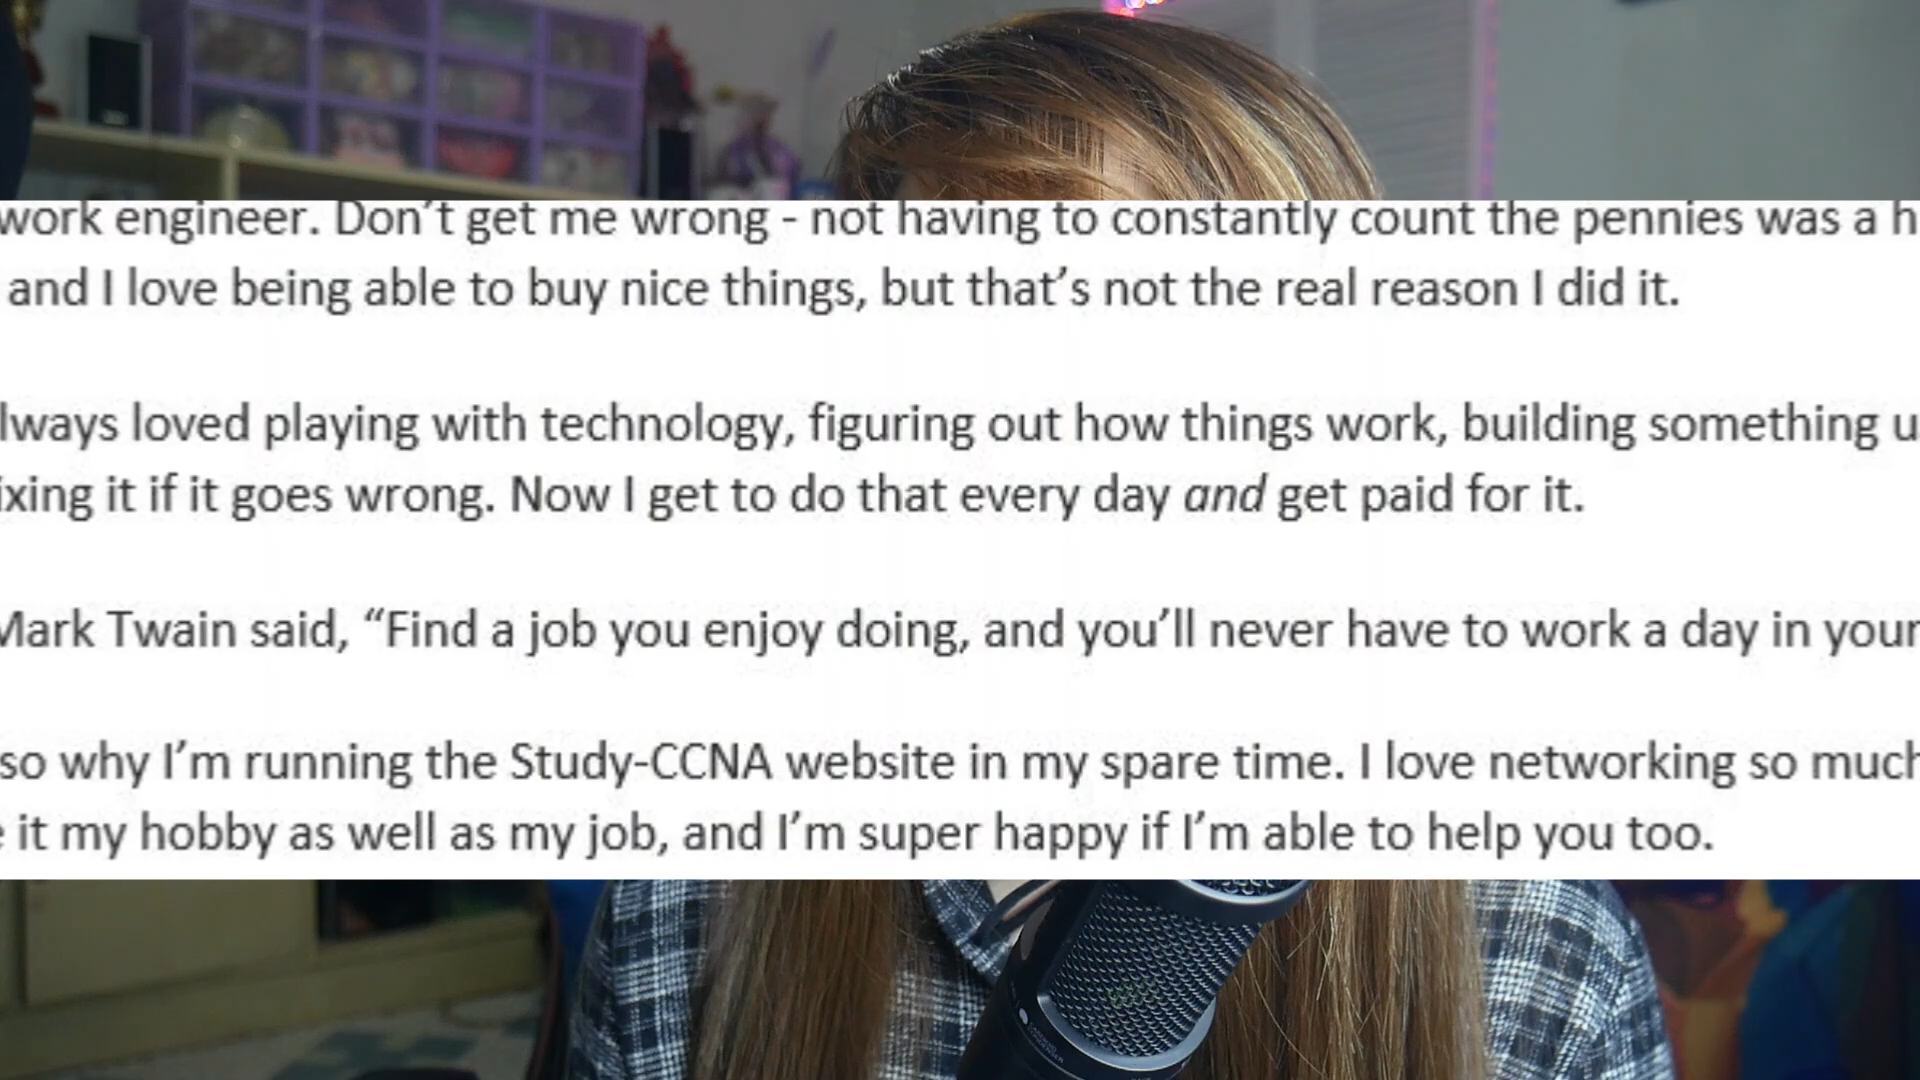 work engineer. Don't get me wrong - not having to constantly count the pennies was a h
and I love being able to buy nice things, but that's not the real reason I did it.
lways loved playing with technology, figuring out how things work, building something u
ixing it if it goes wrong. Now I get to do that every day and get paid for it.
Mark Twain said, “Find a job you enjoy doing, and you'll never have to work a day in your
so why I'm running the Study-CCNA website in my spare time. I love networking so much
e it my hobby as well as my job, and I'm super happy if I'm able to help you too.